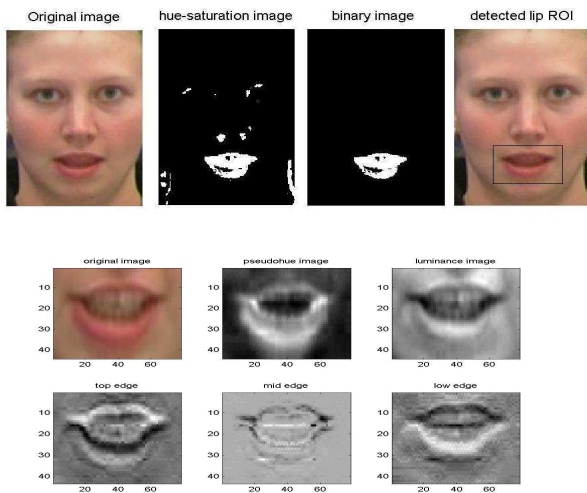 Original image hue-saturation image binary image detected lip ROI
original image pseudohue image luminance image
10 10 10
20 20 20
30 30 30
40 40 40
20 40 60 20 40 60 20 40 60
top edge mid edge low edge
10 10 10
20 20 20
30 30 30
40 40 40
20 40 60 20 40 60 20 40 60